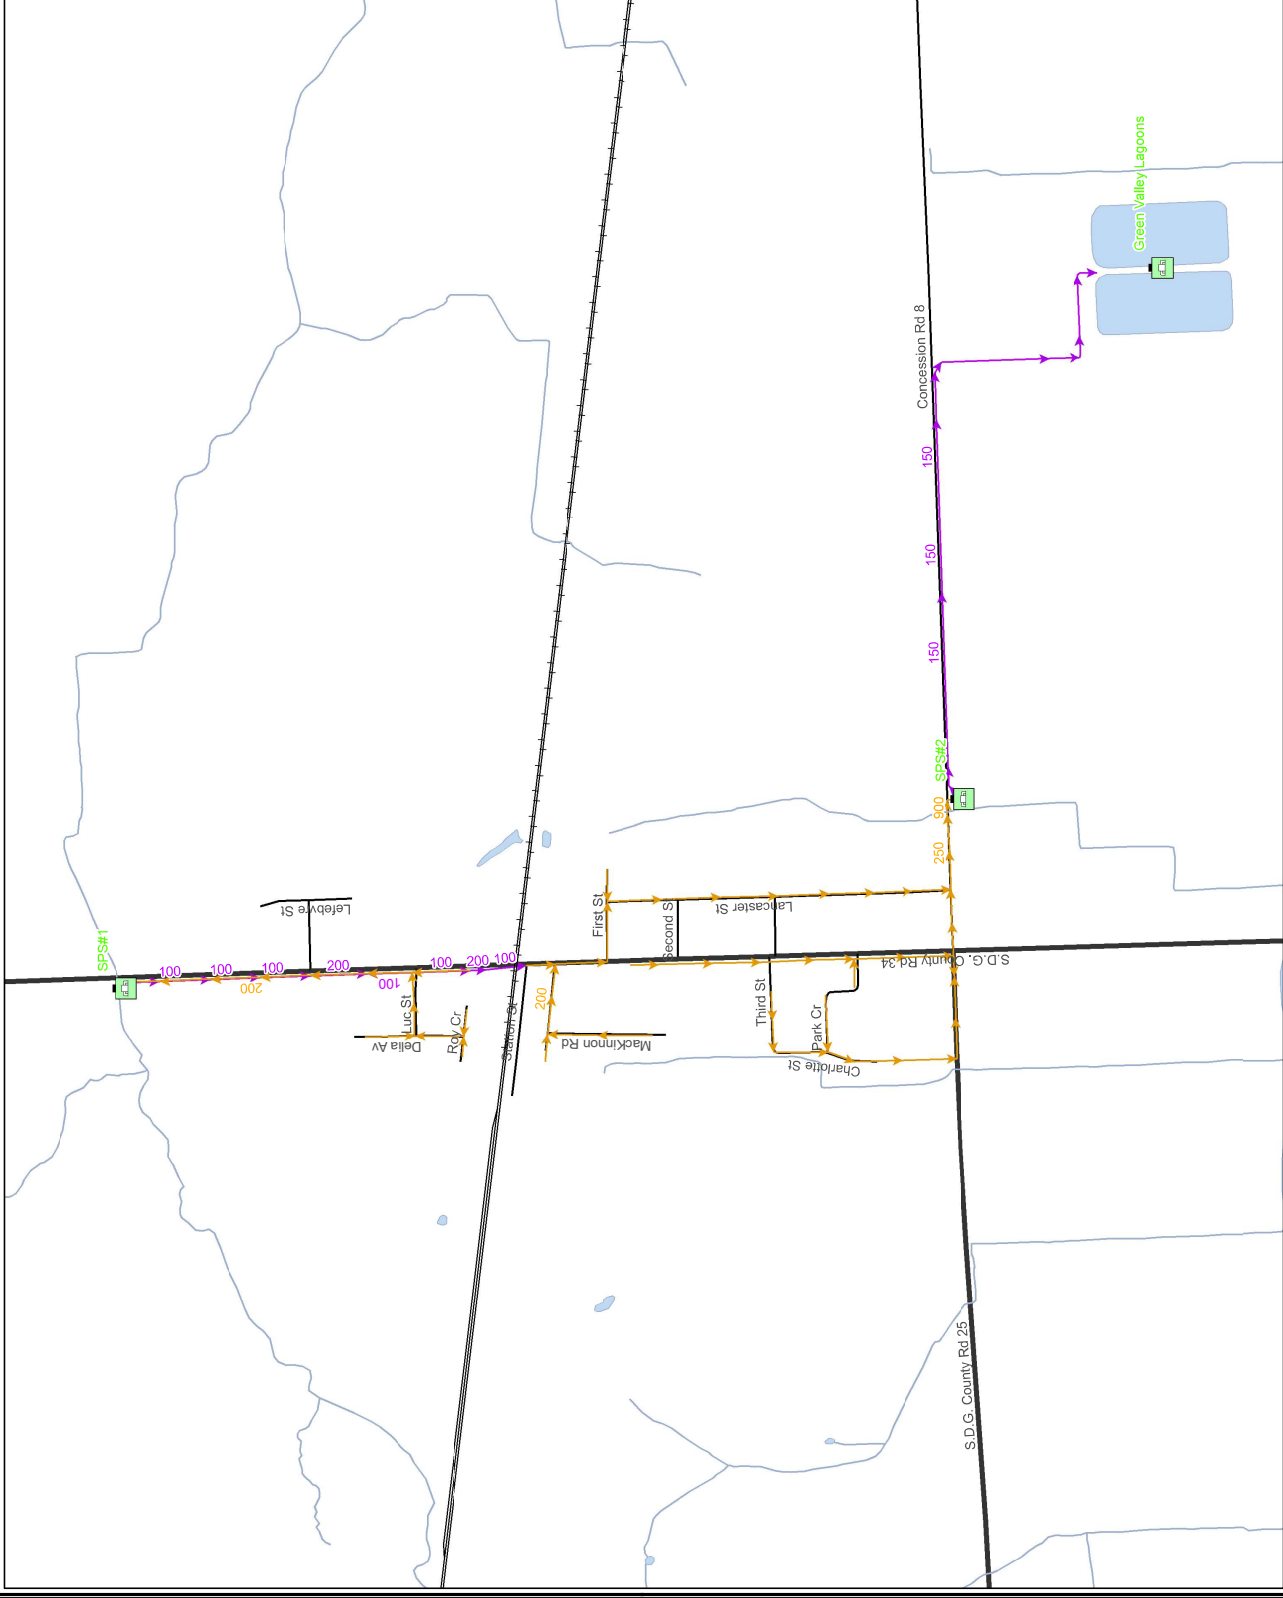 Green Valley Lagoons
Concession Rd 8
150
150
150
SPS#2
900
250
Lefebvre St
First St
Second St
Lancaster St
SPS#1
100
100
100
200
100
200
100
200
100
S.D.G. County Rd 34
Luc St
Roy Cr
Station St
200
Third St
Park Cr
Delia Av
MacKinnon Rd
Charlotte St
S.D.G. County Rd 25